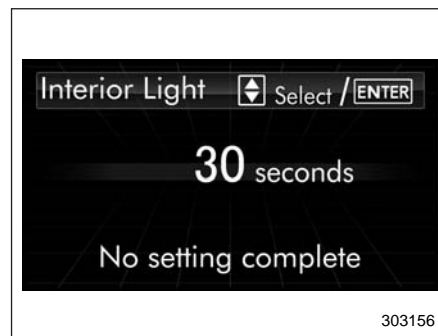 Interior Light Select / ENTER
30 seconds
No setting complete
303156